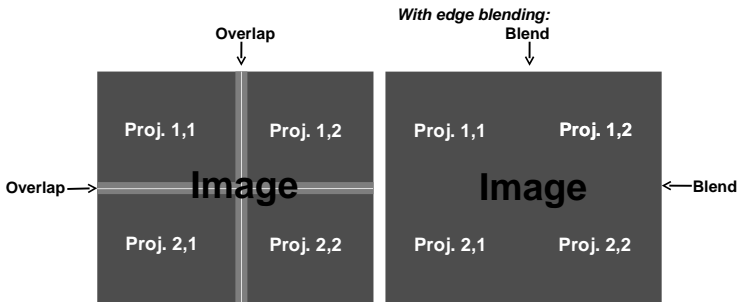 With edge blending:
Overlap
Blend
Proj. 1,1
Proj. 1,2
Proj. 1,1
Proj. 1,2
Overlap
Image
Image
Blend
Proj. 2,1
Proj. 2,2
Proj. 2,1
Proj. 2,2